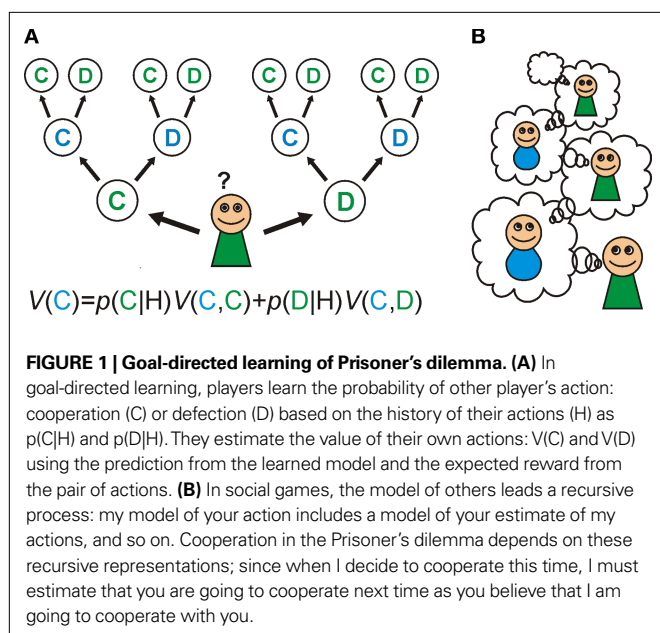 A
B
C D C D C D C D
C D C D
?
C D
V(C)=p(C|H)V(C,C)+p(D|H)V(C,D)
FIGURE 1 | Goal-directed learning of Prisoner's dilemma. (A) In
goal-directed learning, players learn the probability of other player's action:
cooperation (C) or defection (D) based on the history of their actions (H) as
p(C|H) and p(D|H). They estimate the value of their own actions: V(C) and V(D)
using the prediction from the learned model and the expected reward from
the pair of actions. (B) In social games, the model of others leads a recursive
process: my model of your action includes a model of your estimate of my
actions, and so on. Cooperation in the Prisoner's dilemma depends on these
recursive representations; since when I decide to cooperate this time, I must
estimate that you are going to cooperate next time as you believe that I am
going to cooperate with you.